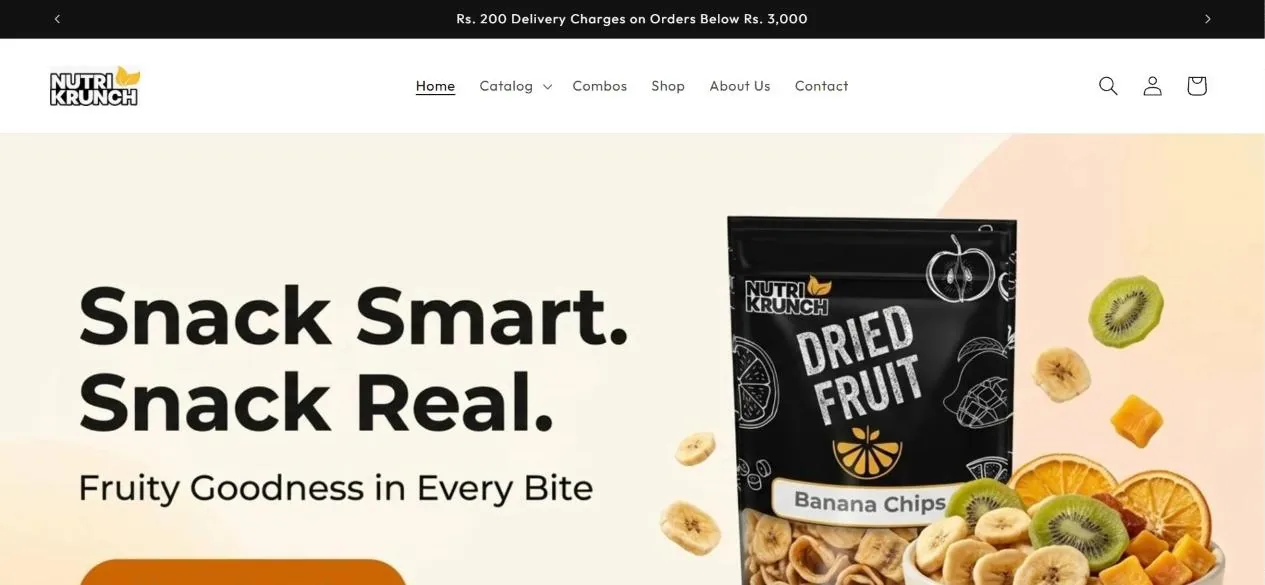 Rs. 200 Delivery Charges on Orders Below Rs. 3,000
NUTRI
KRUNCH
Home
Catalog
Combos
Shop
About Us
Contact
Snack Smart.
Snack Real.
Fruity Goodness in Every Bite
NUTRI
KRUNCH
DRIED
FRUIT
Banana Chips